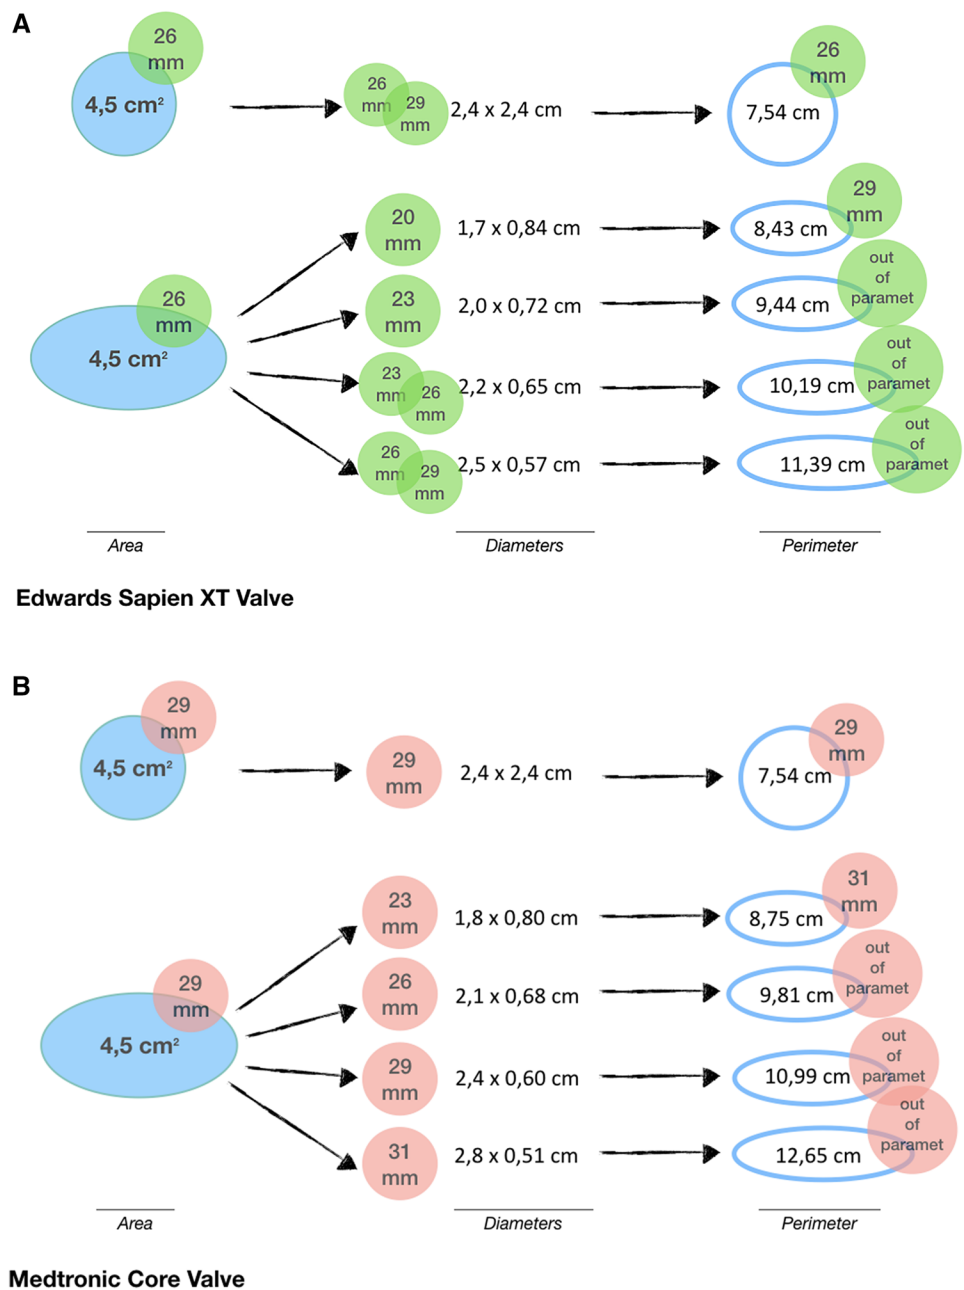 A
26
mm
4,5 cm²
26
mm
29
mm
2,4 x 2,4 cm
26
mm
7,54 cm
20
mm
1,7 x 0,84 cm
29
mm
8,43 cm
26
mm
4,5 cm²
23
mm
2,0 x 0,72 cm
out
of
paramet
9,44 cm
23
mm
26
mm
2,2 x 0,65 cm
out
of
paramet
10,19 cm
26
mm
29
mm
2,5 x 0,57 cm
out
of
paramet
11,39 cm
Area
Diameters
Perimeter
Edwards Sapien XT Valve
B
29
mm
4,5 cm²
29
mm
2,4 x 2,4 cm
29
mm
7,54 cm
23
mm
1,8 x 0,80 cm
31
mm
8,75 cm
29
mm
4,5 cm²
26
mm
2,1 x 0,68 cm
out
of
paramet
9,81 cm
29
mm
2,4 x 0,60 cm
out
of
paramet
10,99 cm
31
mm
2,8 x 0,51 cm
out
of
paramet
12,65 cm
Area
Diameters
Perimeter
Medtronic Core Valve